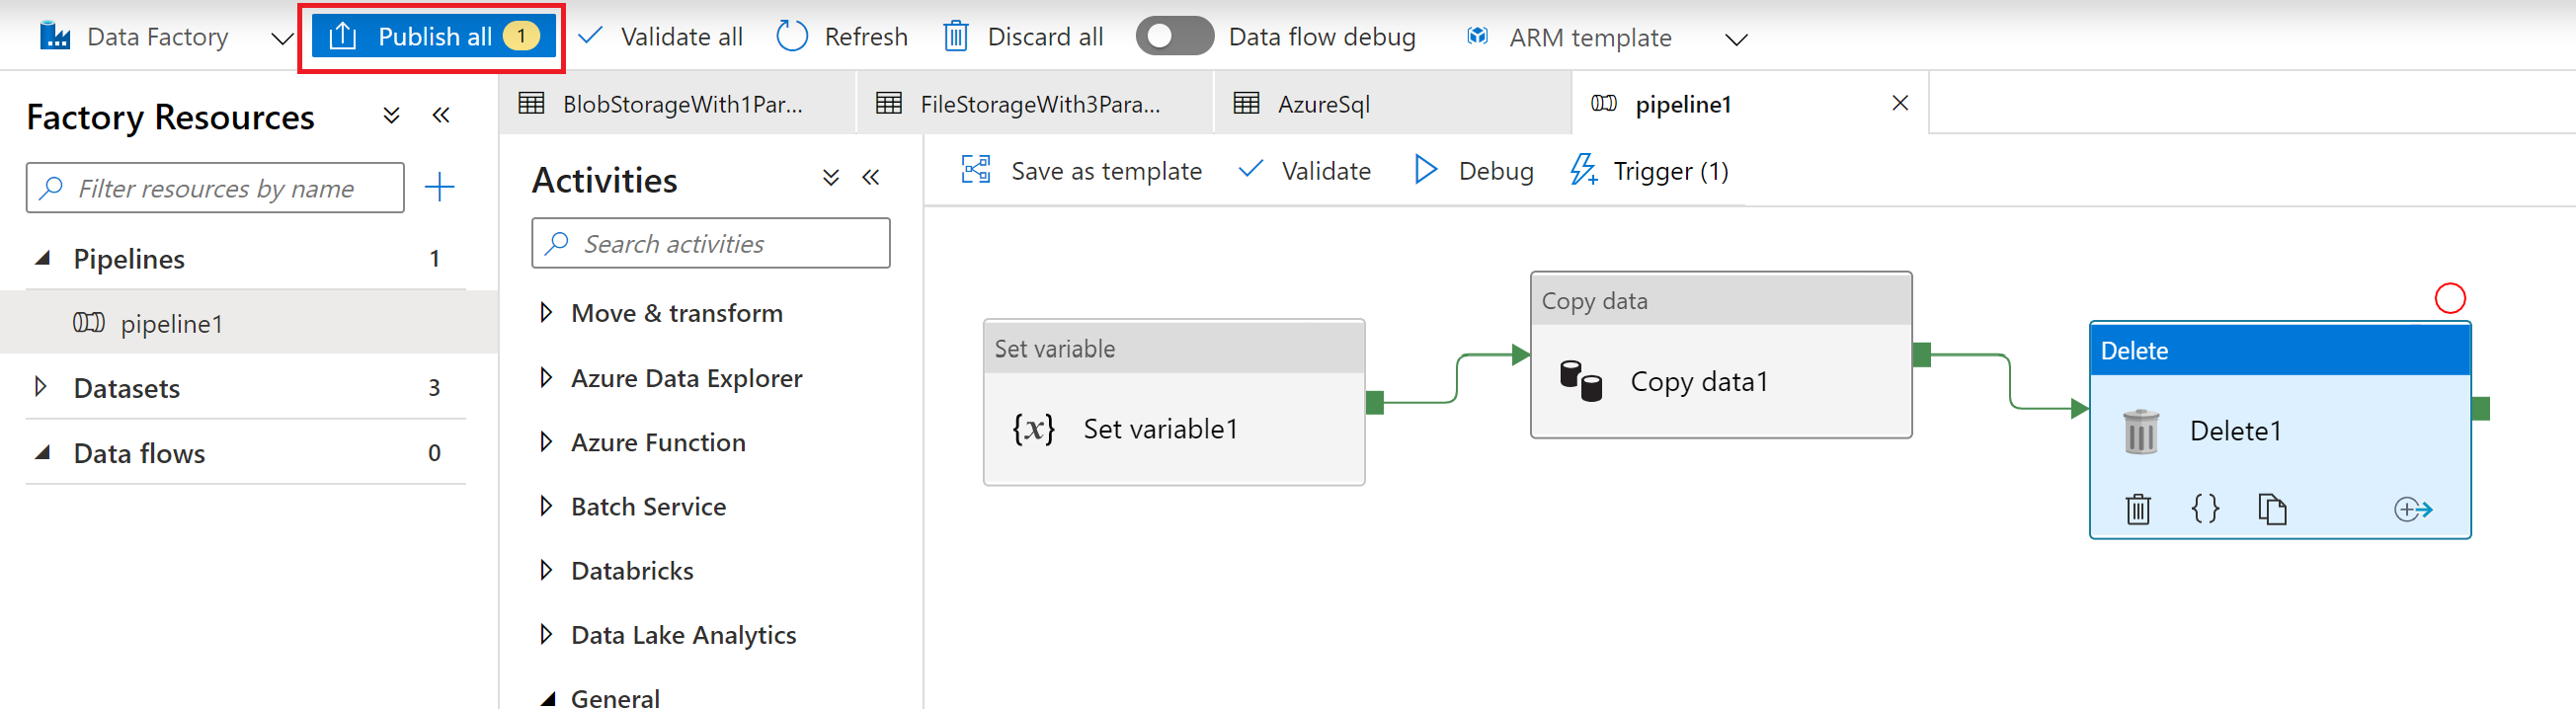 Data Factory
Publish all 1
Validate all
Refresh
Discard all
Data flow debug
ARM template
Factory Resources
Filter resources by name
Pipelines 1
pipeline1
Datasets 3
Data flows 0
BlobStorageWith1Par...
FileStorageWith3Para...
AzureSql
pipeline1
Activities
Search activities
Move & transform
Azure Data Explorer
Azure Function
Batch Service
Databricks
Data Lake Analytics
General
Save as template
Validate
Debug
Trigger (1)
Set variable
{x} Set variable1
Copy data
Copy data1
Delete
Delete1